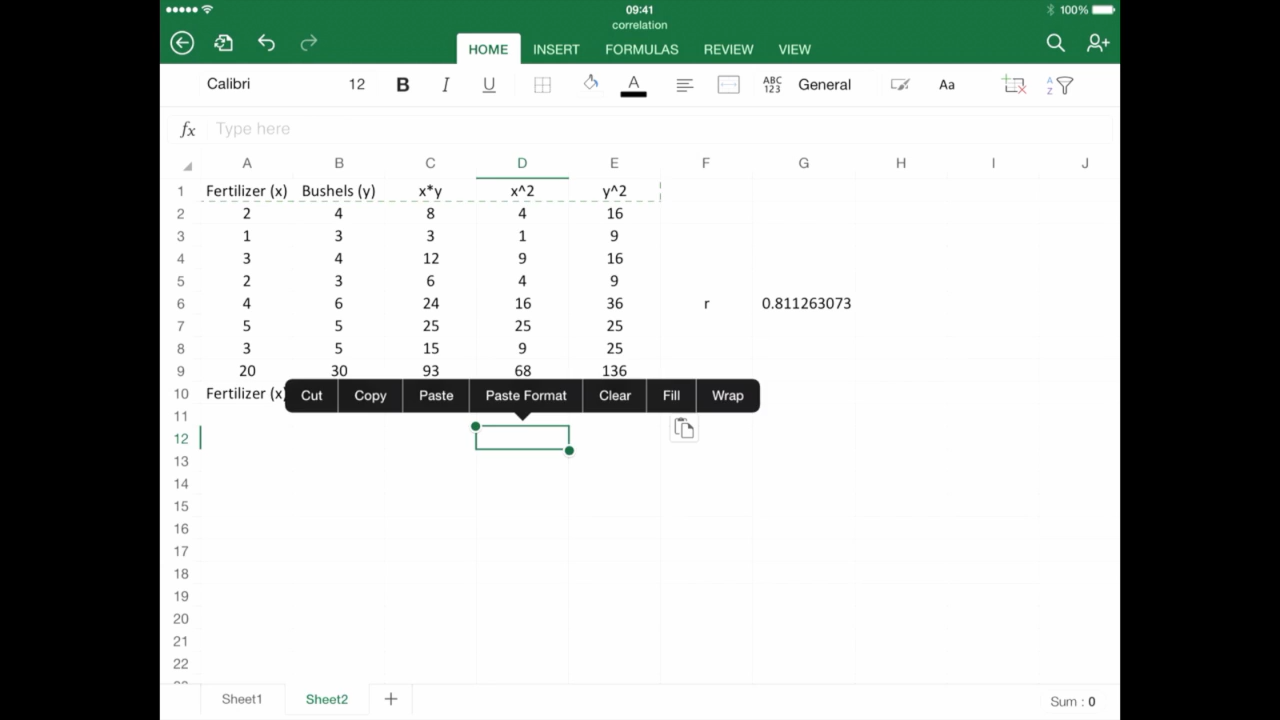 09:41
100%
correlation
HOME INSERT FORMULAS REVIEW VIEW
Calibri 12 B I U A ABC 123 General Aa A Z
fx Type here
A B C D E F G H I J
1 Fertilizer (x) Bushels (y) x*y x^2 y^2
2 2 4 8 4 16
3 1 3 3 1 9
4 3 4 12 9 16
5 2 3 6 4 9
6 4 6 24 16 36 r 0.811263073
7 5 5 25 25 25
8 3 5 15 9 25
9 20 30 93 68 136
10 Fertilizer (x)
Cut Copy Paste Paste Format Clear Fill Wrap
11
12
13
14
15
16
17
18
19
20
21
22
Sheet1 Sheet2 + Sum : 0